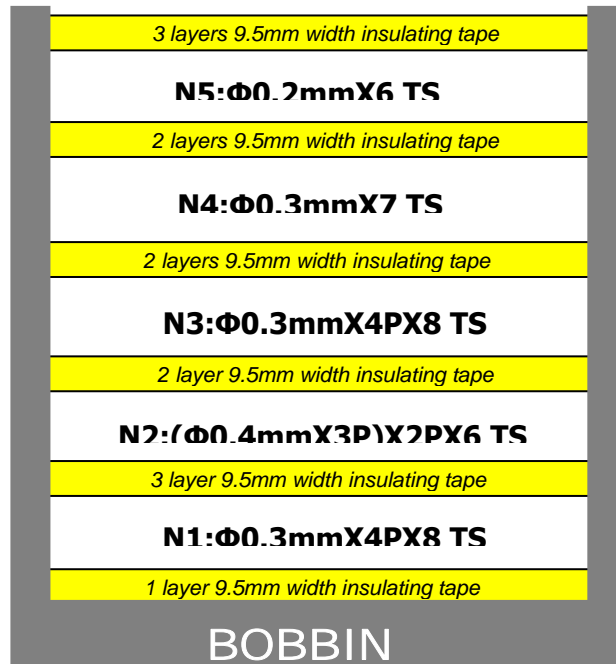 3 layers 9.5mm width insulating tape
N5:Φ0.2mmX6 TS
2 layers 9.5mm width insulating tape
N4:Φ0.3mmX7 TS
2 layers 9.5mm width insulating tape
N3:Φ0.3mmX4PX8 TS
2 layer 9.5mm width insulating tape
N2:(Φ0.4mmX3P)X2PX6 TS
3 layer 9.5mm width insulating tape
N1:Φ0.3mmX4PX8 TS
1 layer 9.5mm width insulating tape
BOBBIN